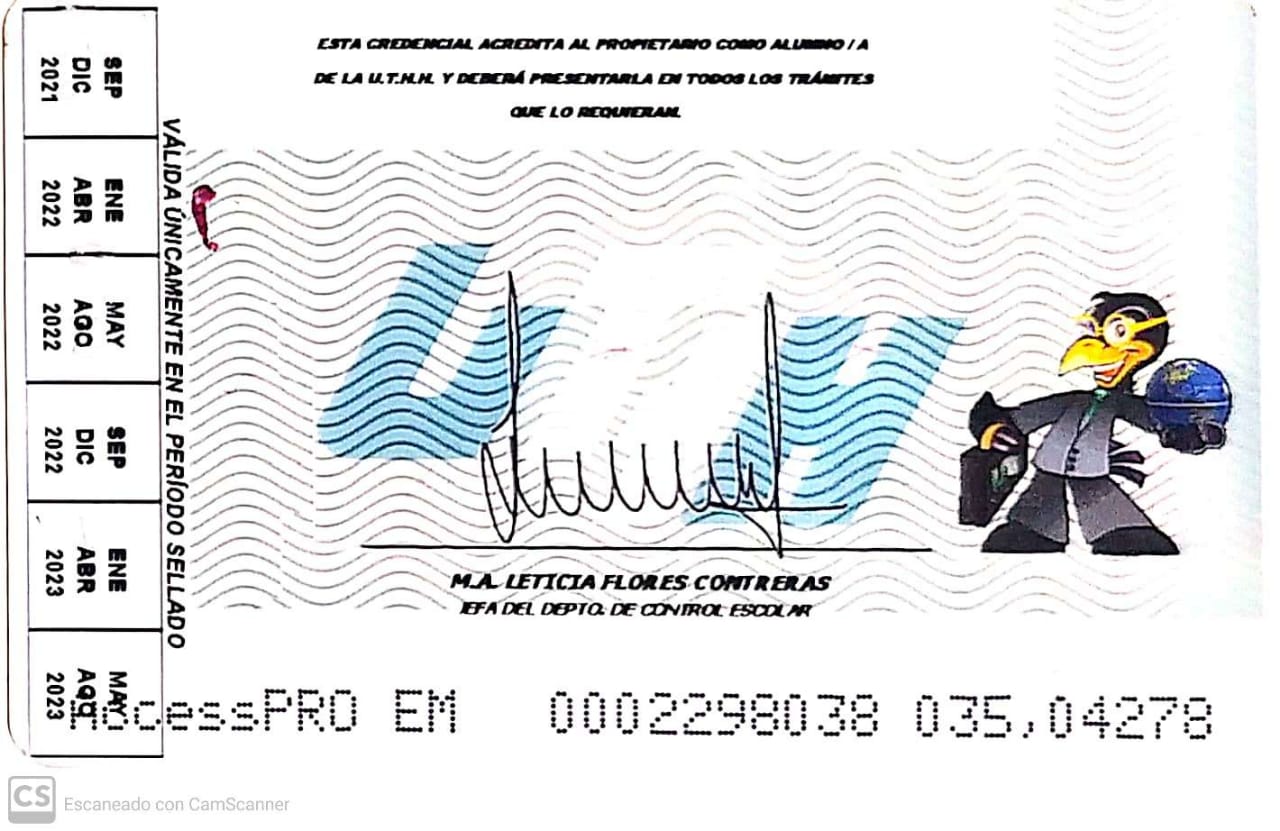 ESTA CREDENCIAL ACREDITA AL PROPIETARIO COMO ALUMNO / A
DE LA U.T.N.H. Y DEBERÁ PRESENTARLA EN TODOS LOS TRÁMITES
QUE LO REQUIERAN.
SEP
DIC
2021
ENE
ABR
2022
MAY
AGO
2022
SEP
DIC
2022
ENE
ABR
2023
MAY
AGO
2023
VÁLIDA ÚNICAMENTE EN EL PERÍODO SELLADO
M.A. LETICIA FLORES CONTRERAS
JEFA DEL DEPTO. DE CONTROL ESCOLAR
PRO EM 0002298038 035,04278
CS Escaneado con CamScanner